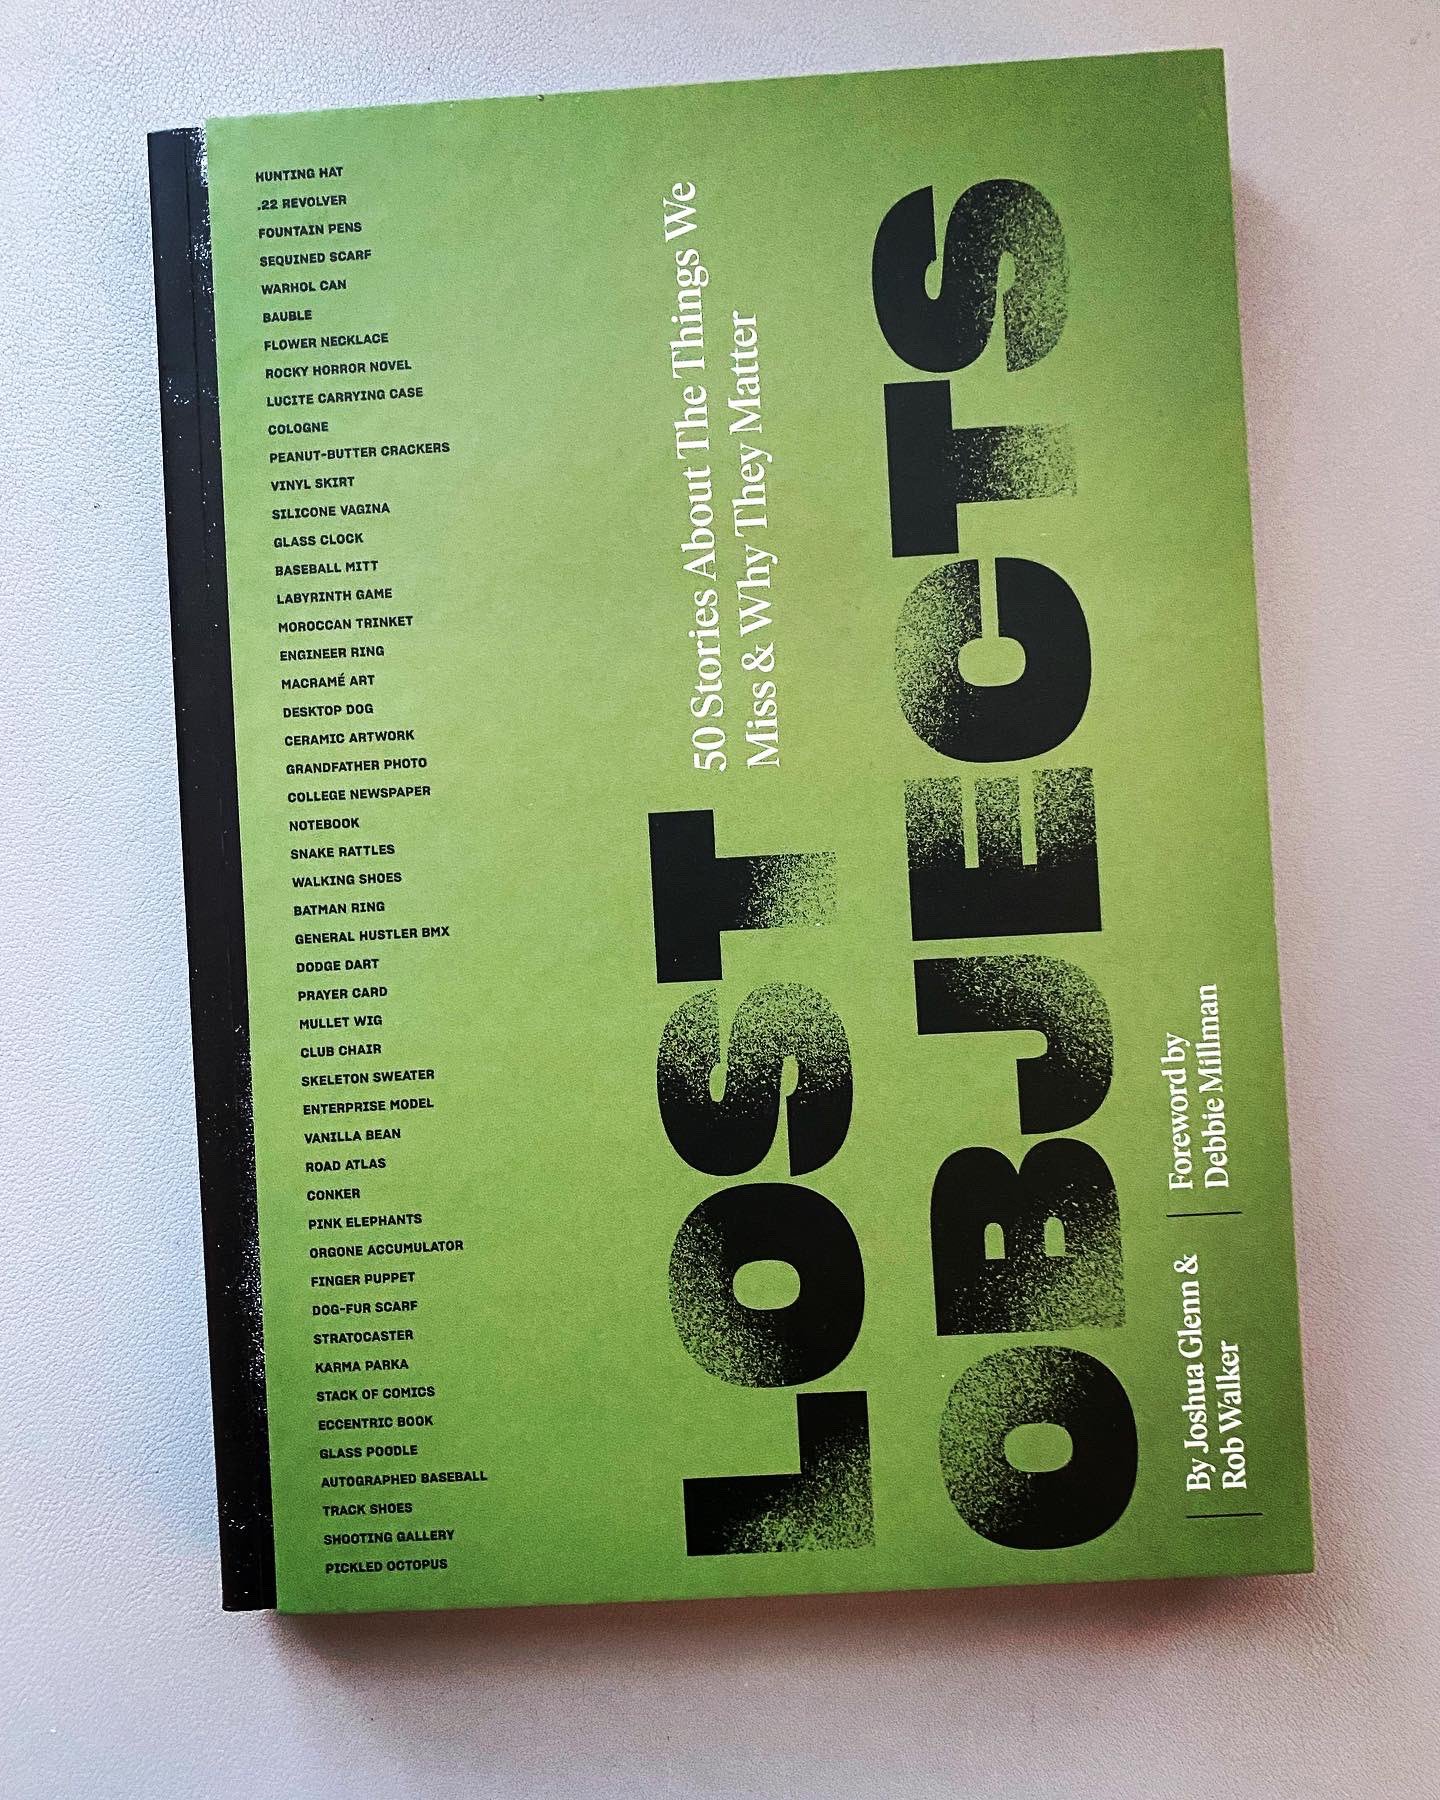 HUNTING HAT
.22 REVOLVER
FOUNTAIN PENS
SEQUINED SCARF
WARHOL CAN
BAUBLE
FLOWER NECKLACE
ROCKY HORROR NOVEL
LUCITE CARRYING CASE
COLOGNE
PEANUT-BUTTER CRACKERS
VINYL SKIRT
SILICONE VAGINA
GLASS CLOCK
BASEBALL MITT
LABYRINTH GAME
MOROCCAN TRINKET
ENGINEER RING
MACRAMÉ ART
DESKTOP DOG
CERAMIC ARTWORK
GRANDFATHER PHOTO
COLLEGE NEWSPAPER
NOTEBOOK
SNAKE RATTLES
WALKING SHOES
BATMAN RING
GENERAL HUSTLER BMX
DODGE DART
PRAYER CARD
MULLET WIG
CLUB CHAIR
SKELETON SWEATER
ENTERPRISE MODEL
VANILLA BEAN
ROAD ATLAS
CONKER
PINK ELEPHANTS
ORGONE ACCUMULATOR
FINGER PUPPET
DOG-FUR SCARF
STRATOCASTER
KARMA PARKA
STACK OF COMICS
ECCENTRIC BOOK
GLASS POODLE
AUTOGRAPHED BASEBALL
TRACK SHOES
SHOOTING GALLERY
PICKLED OCTOPUS
LOST
50 Stories About The Things We
Miss & Why They Matter
OBJECTS
By Joshua Glenn &
Rob Walker
Foreword by
Debbie Millman